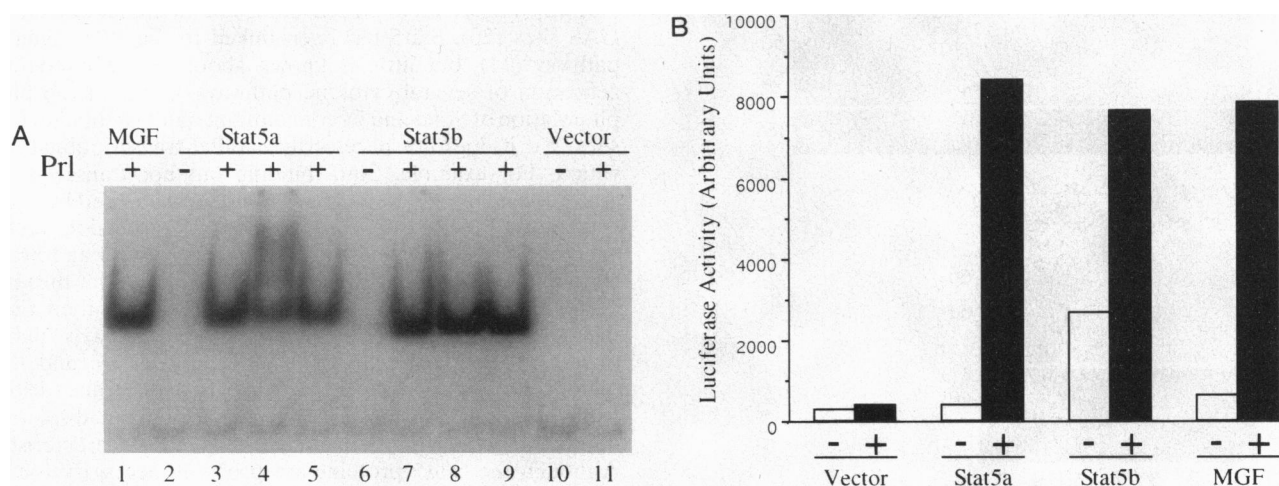 A
MGF Stat5a Stat5b Vector
Prl + - + + + - + + + - +
1 2 3 4 5 6 7 8 9 10 11
B
Luciferase Activity (Arbitrary Units)
10000
8000
6000
4000
2000
0
- + - + - + - +
Vector Stat5a Stat5b MGF